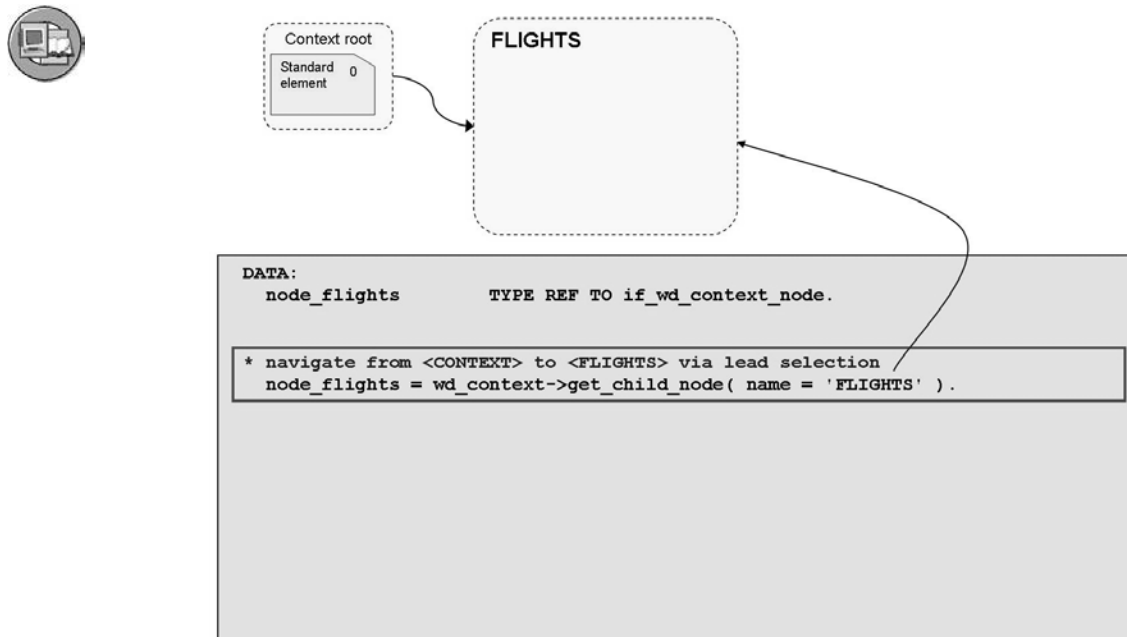 Context root
Standard 0
element
FLIGHTS
DATA:
node_flights TYPE REF TO if_wd_context_node.
* navigate from <CONTEXT> to <FLIGHTS> via lead selection
node_flights = wd_context->get_child_node( name = 'FLIGHTS' ).